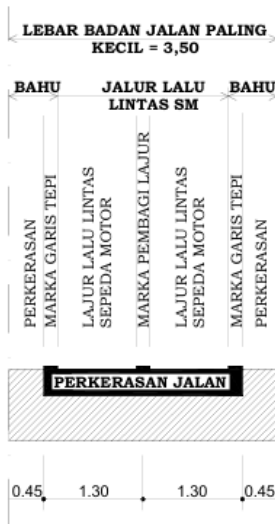 LEBAR BADAN JALAN PALING
KECIL = 3,50
BAHU
JALUR LALU
LINTAS SM
BAHU
PERKERASAN
MARKA GARIS TEPI
LAJUR LALU LINTAS
SEPEDA MOTOR
MARKA PEMBAGI LAJUR
LAJUR LALU LINTAS
SEPEDA MOTOR
MARKA GARIS TEPI
PERKERASAN
PERKERASAN JALAN
0.45 1.30 1.30 0.45